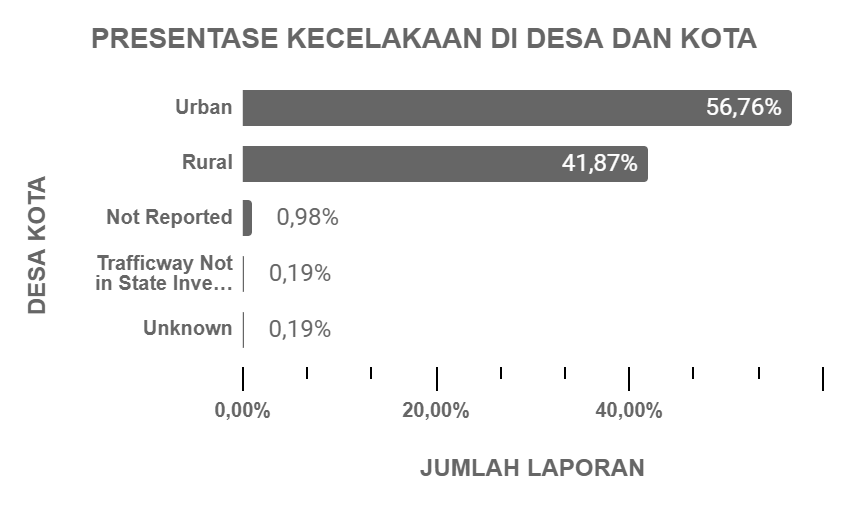 PRESENTASE KECELAKAAN DI DESA DAN KOTA
Urban
56,76%
Rural
41,87%
Not Reported
0,98%
Trafficway Not
in State Inve…
0,19%
Unknown
0,19%
DESA KOTA
0,00%
20,00%
40,00%
JUMLAH LAPORAN